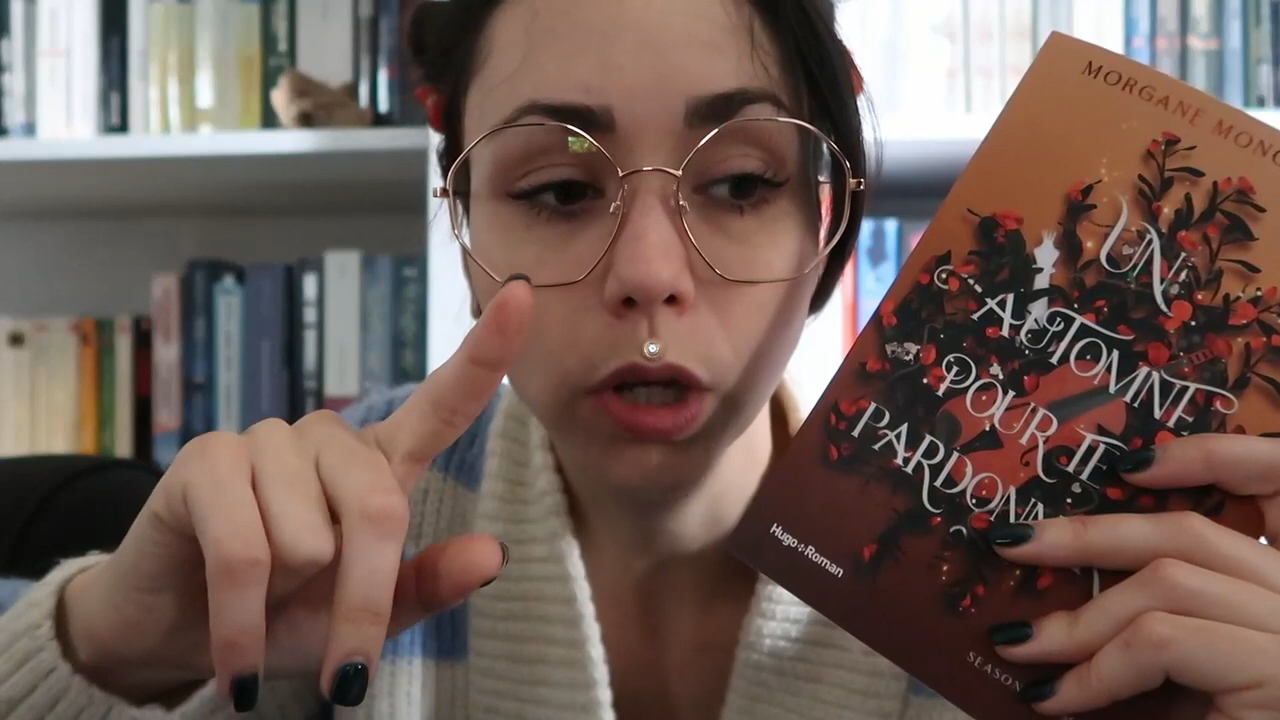 MORGANE MONC
UN
AUTOMNE
POUR TE
PARDONN
Hugo+Roman
SEASON